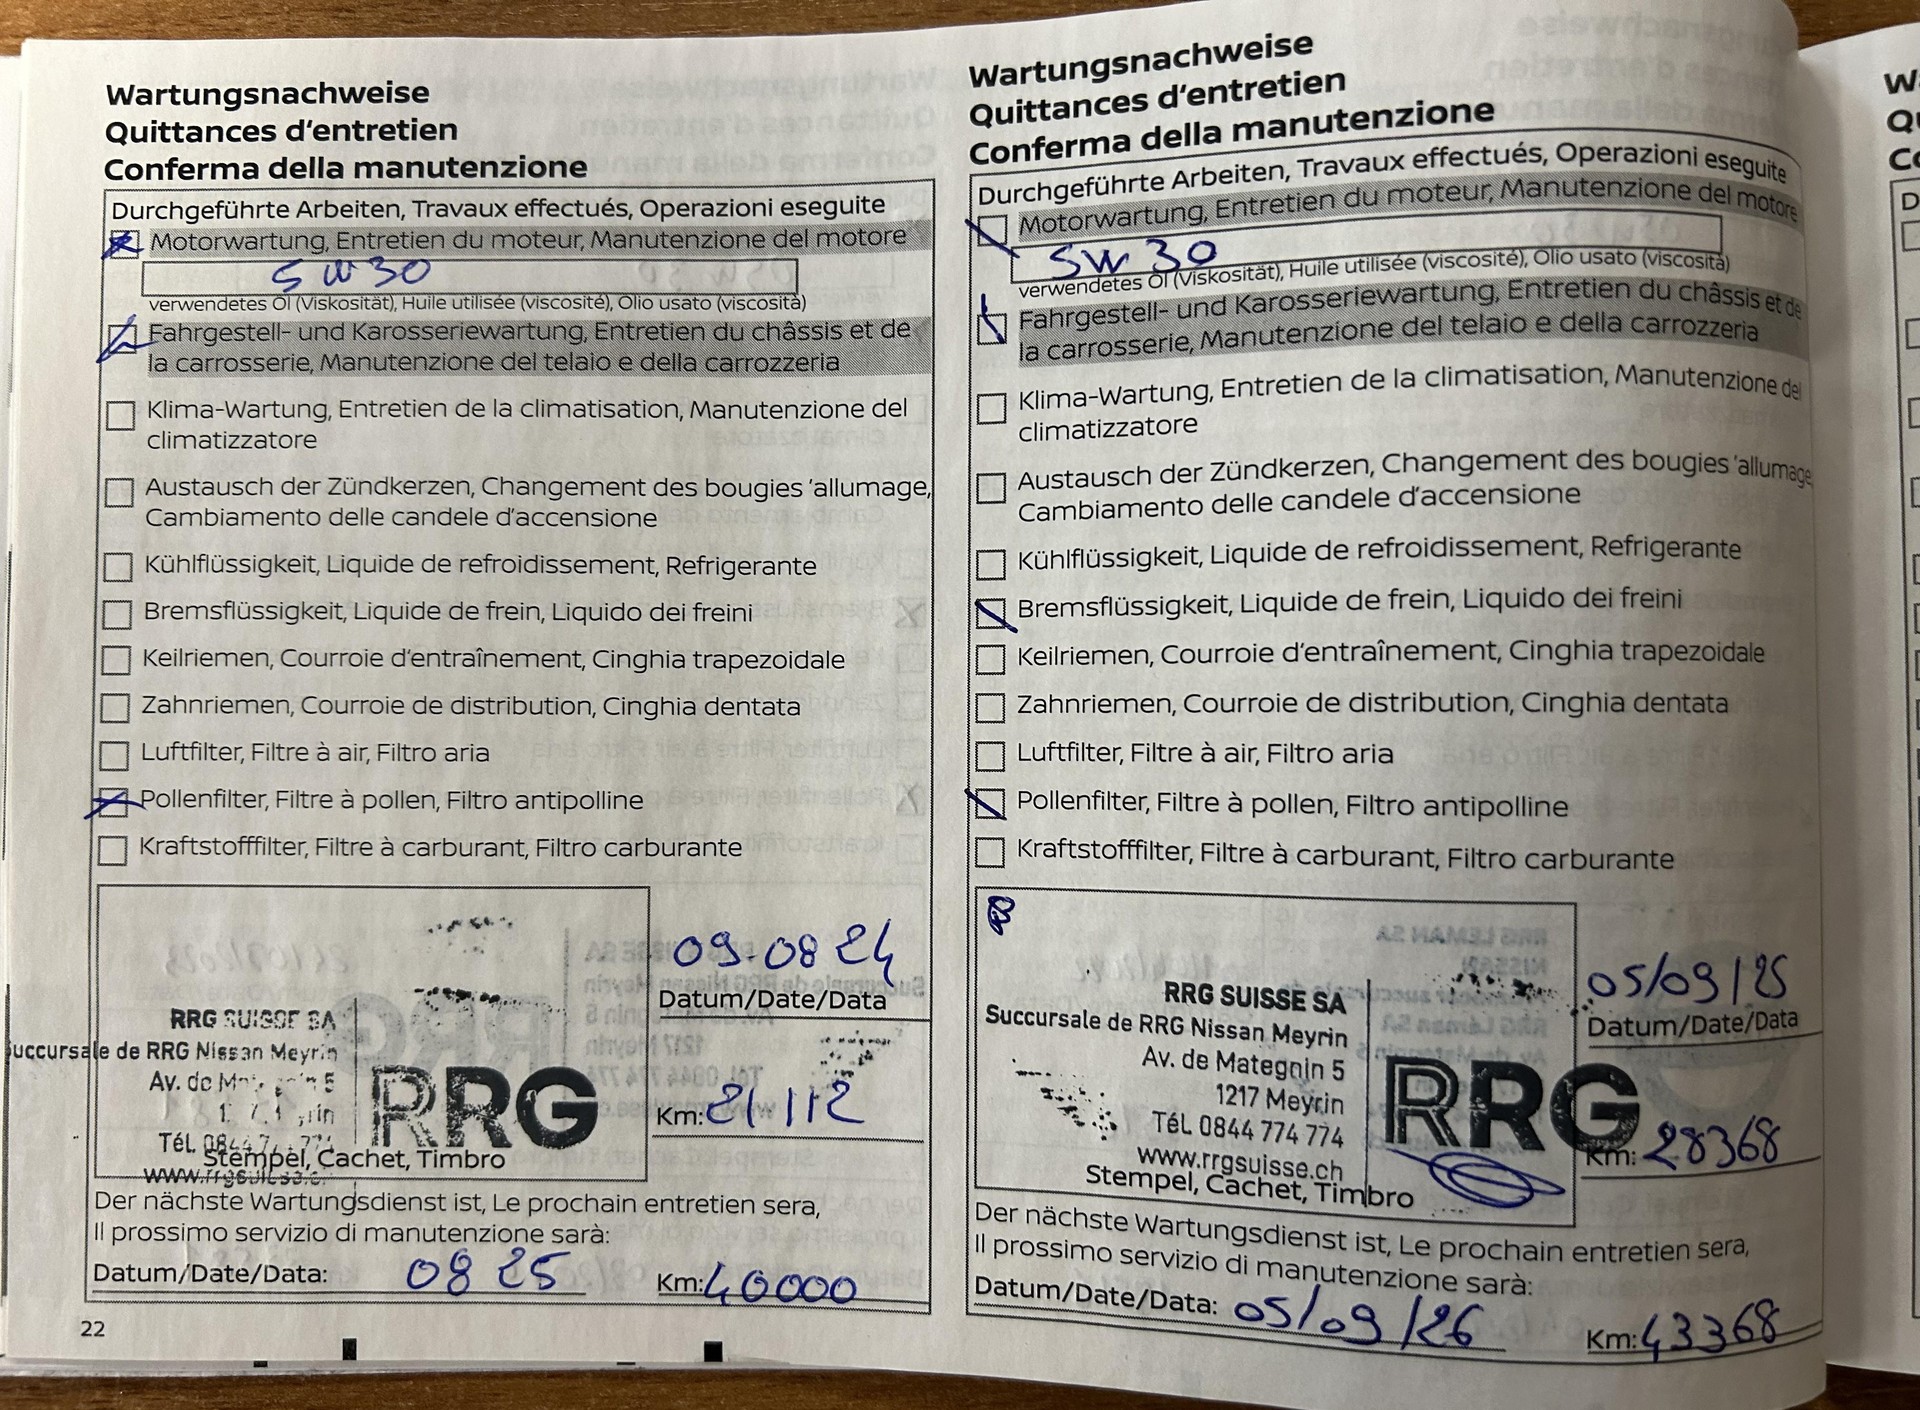 Wartungsnachweise
Quittances d'entretien
Conferma della manutenzione
Durchgeführte Arbeiten, Travaux effectués, Operazioni eseguite
Motorwartung, Entretien du moteur, Manutenzione del motore
5W30
verwendetes Öl (Viskosität), Huile utilisée (viscosité), Olio usato (viscosità)
Fahrgestell- und Karosseriewartung, Entretien du châssis et de
la carrosserie, Manutenzione del telaio e della carrozzeria
Klima-Wartung, Entretien de la climatisation, Manutenzione del
climatizzatore
Austausch der Zündkerzen, Changement des bougies 'allumage,
Cambiamento delle candele d'accensione
Kühlflüssigkeit, Liquide de refroidissement, Refrigerante
Bremsflüssigkeit, Liquide de frein, Liquido dei freini
Keilriemen, Courroie d'entraînement, Cinghia trapezoidale
Zahnriemen, Courroie de distribution, Cinghia dentata
Luftfilter, Filtre à air, Filtro aria
Pollenfilter, Filtre à pollen, Filtro antipolline
Kraftstofffilter, Filtre à carburant, Filtro carburante
09.08 24
Datum/Date/Data
RRG SUISSE SA
Succursale de RRG Nissan Meyrin
Av. de 5
RRG
Km: 21112
Tél. 0844 774
Stempel, Cachet, Timbro
Der nächste Wartungsdienst ist, Le prochain entretien sera,
Il prossimo servizio di manutenzione sarà:
Datum/Date/Data: 08 25 Km: 40000
22
Wartungsnachweise
Quittances d'entretien
Conferma della manutenzione
Durchgeführte Arbeiten, Travaux effectués, Operazioni eseguite
Motorwartung, Entretien du moteur, Manutenzione del motore
5W30
verwendetes Öl (Viskosität), Huile utilisée (viscosité), Olio usato (viscosità)
Fahrgestell- und Karosseriewartung, Entretien du châssis et de
la carrosserie, Manutenzione del telaio e della carrozzeria
Klima-Wartung, Entretien de la climatisation, Manutenzione del
climatizzatore
Austausch der Zündkerzen, Changement des bougies 'allumage,
Cambiamento delle candele d'accensione
Kühlflüssigkeit, Liquide de refroidissement, Refrigerante
Bremsflüssigkeit, Liquide de frein, Liquido dei freini
Keilriemen, Courroie d'entraînement, Cinghia trapezoidale
Zahnriemen, Courroie de distribution, Cinghia dentata
Luftfilter, Filtre à air, Filtro aria
Pollenfilter, Filtre à pollen, Filtro antipolline
Kraftstofffilter, Filtre à carburant, Filtro carburante
05/09/25
Datum/Date/Data
RRG SUISSE SA
Succursale de RRG Nissan Meyrin
Av. de Mategnin 5
1217 Meyrin
Tél. 0844 774 774
www.rrgsuisse.ch
RRG
Km: 28368
Stempel, Cachet, Timbro
Der nächste Wartungsdienst ist, Le prochain entretien sera,
Il prossimo servizio di manutenzione sarà:
Datum/Date/Data: 05/09/26 Km: 43368